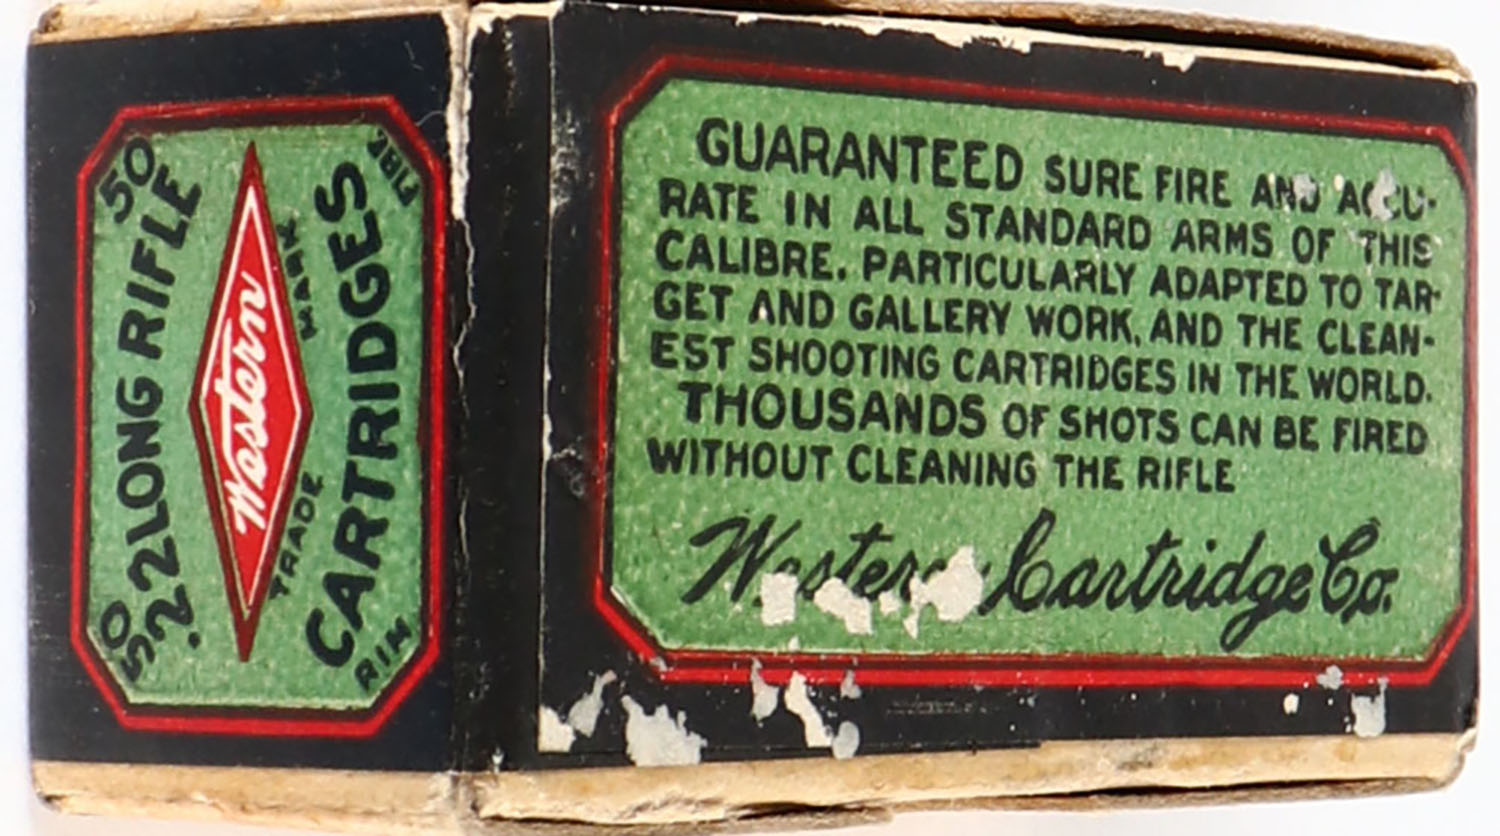 50 50
.22 LONG RIFLE
Western
TRADE MARK
CARTRIDGES
RIM FIRE
GUARANTEED SURE FIRE AND ACCU-
RATE IN ALL STANDARD ARMS OF THIS
CALIBRE. PARTICULARLY ADAPTED TO TAR-
GET AND GALLERY WORK, AND THE CLEAN-
EST SHOOTING CARTRIDGES IN THE WORLD.
THOUSANDS OF SHOTS CAN BE FIRED
WITHOUT CLEANING THE RIFLE
Western Cartridge Co.